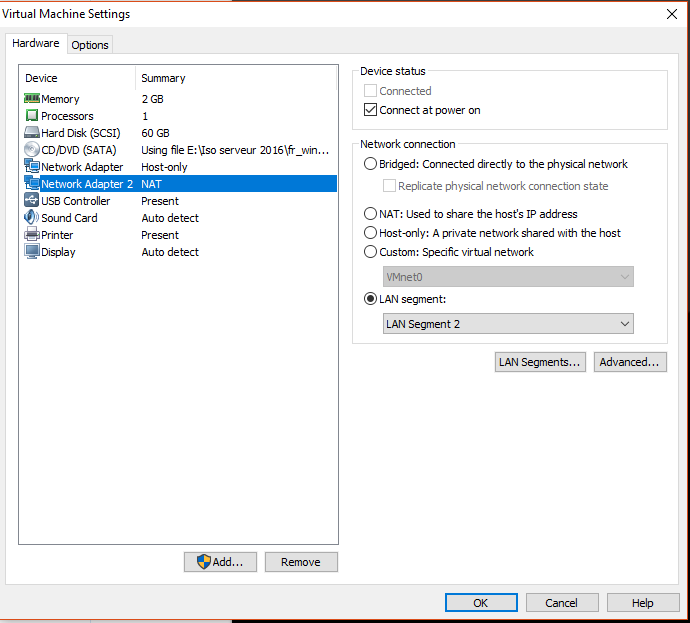 Virtual Machine Settings
Hardware Options
Device Summary
Memory 2 GB
Processors 1
Hard Disk (SCSI) 60 GB
CD/DVD (SATA) Using file E:\Iso serveur 2016\fr_win...
Network Adapter Host-only
Network Adapter 2 NAT
USB Controller Present
Sound Card Auto detect
Printer Present
Display Auto detect
Add... Remove
Device status
Connected
Connect at power on
Network connection
Bridged: Connected directly to the physical network
Replicate physical network connection state
NAT: Used to share the host's IP address
Host-only: A private network shared with the host
Custom: Specific virtual network
VMnet0
LAN segment:
LAN Segment 2
LAN Segments... Advanced...
OK Cancel Help